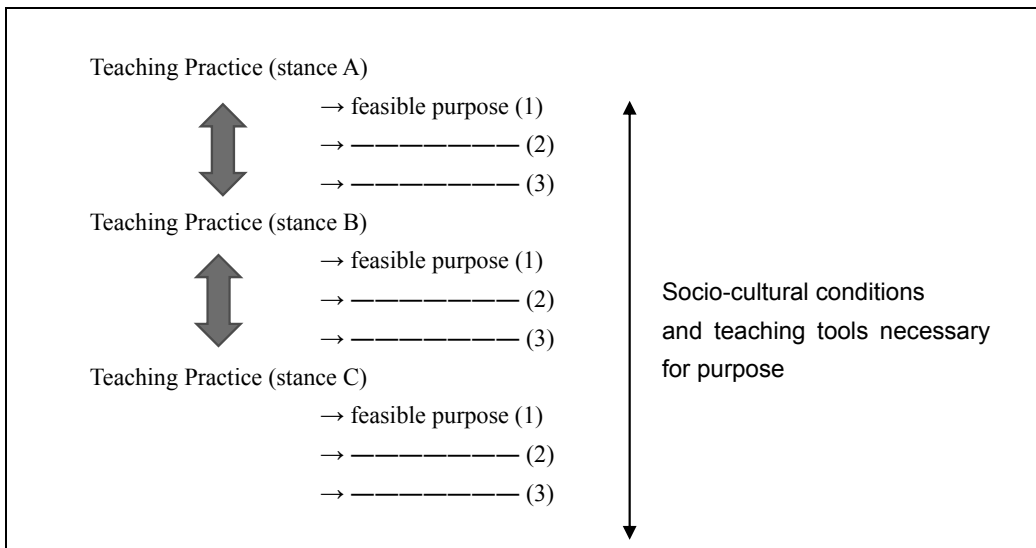 Teaching Practice (stance A)
→ feasible purpose (1)
→ ——————— (2)
→ ——————— (3)
Teaching Practice (stance B)
→ feasible purpose (1)
→ ——————— (2)
→ ——————— (3)
Socio-cultural conditions
and teaching tools necessary
for purpose
Teaching Practice (stance C)
→ feasible purpose (1)
→ ——————— (2)
→ ——————— (3)